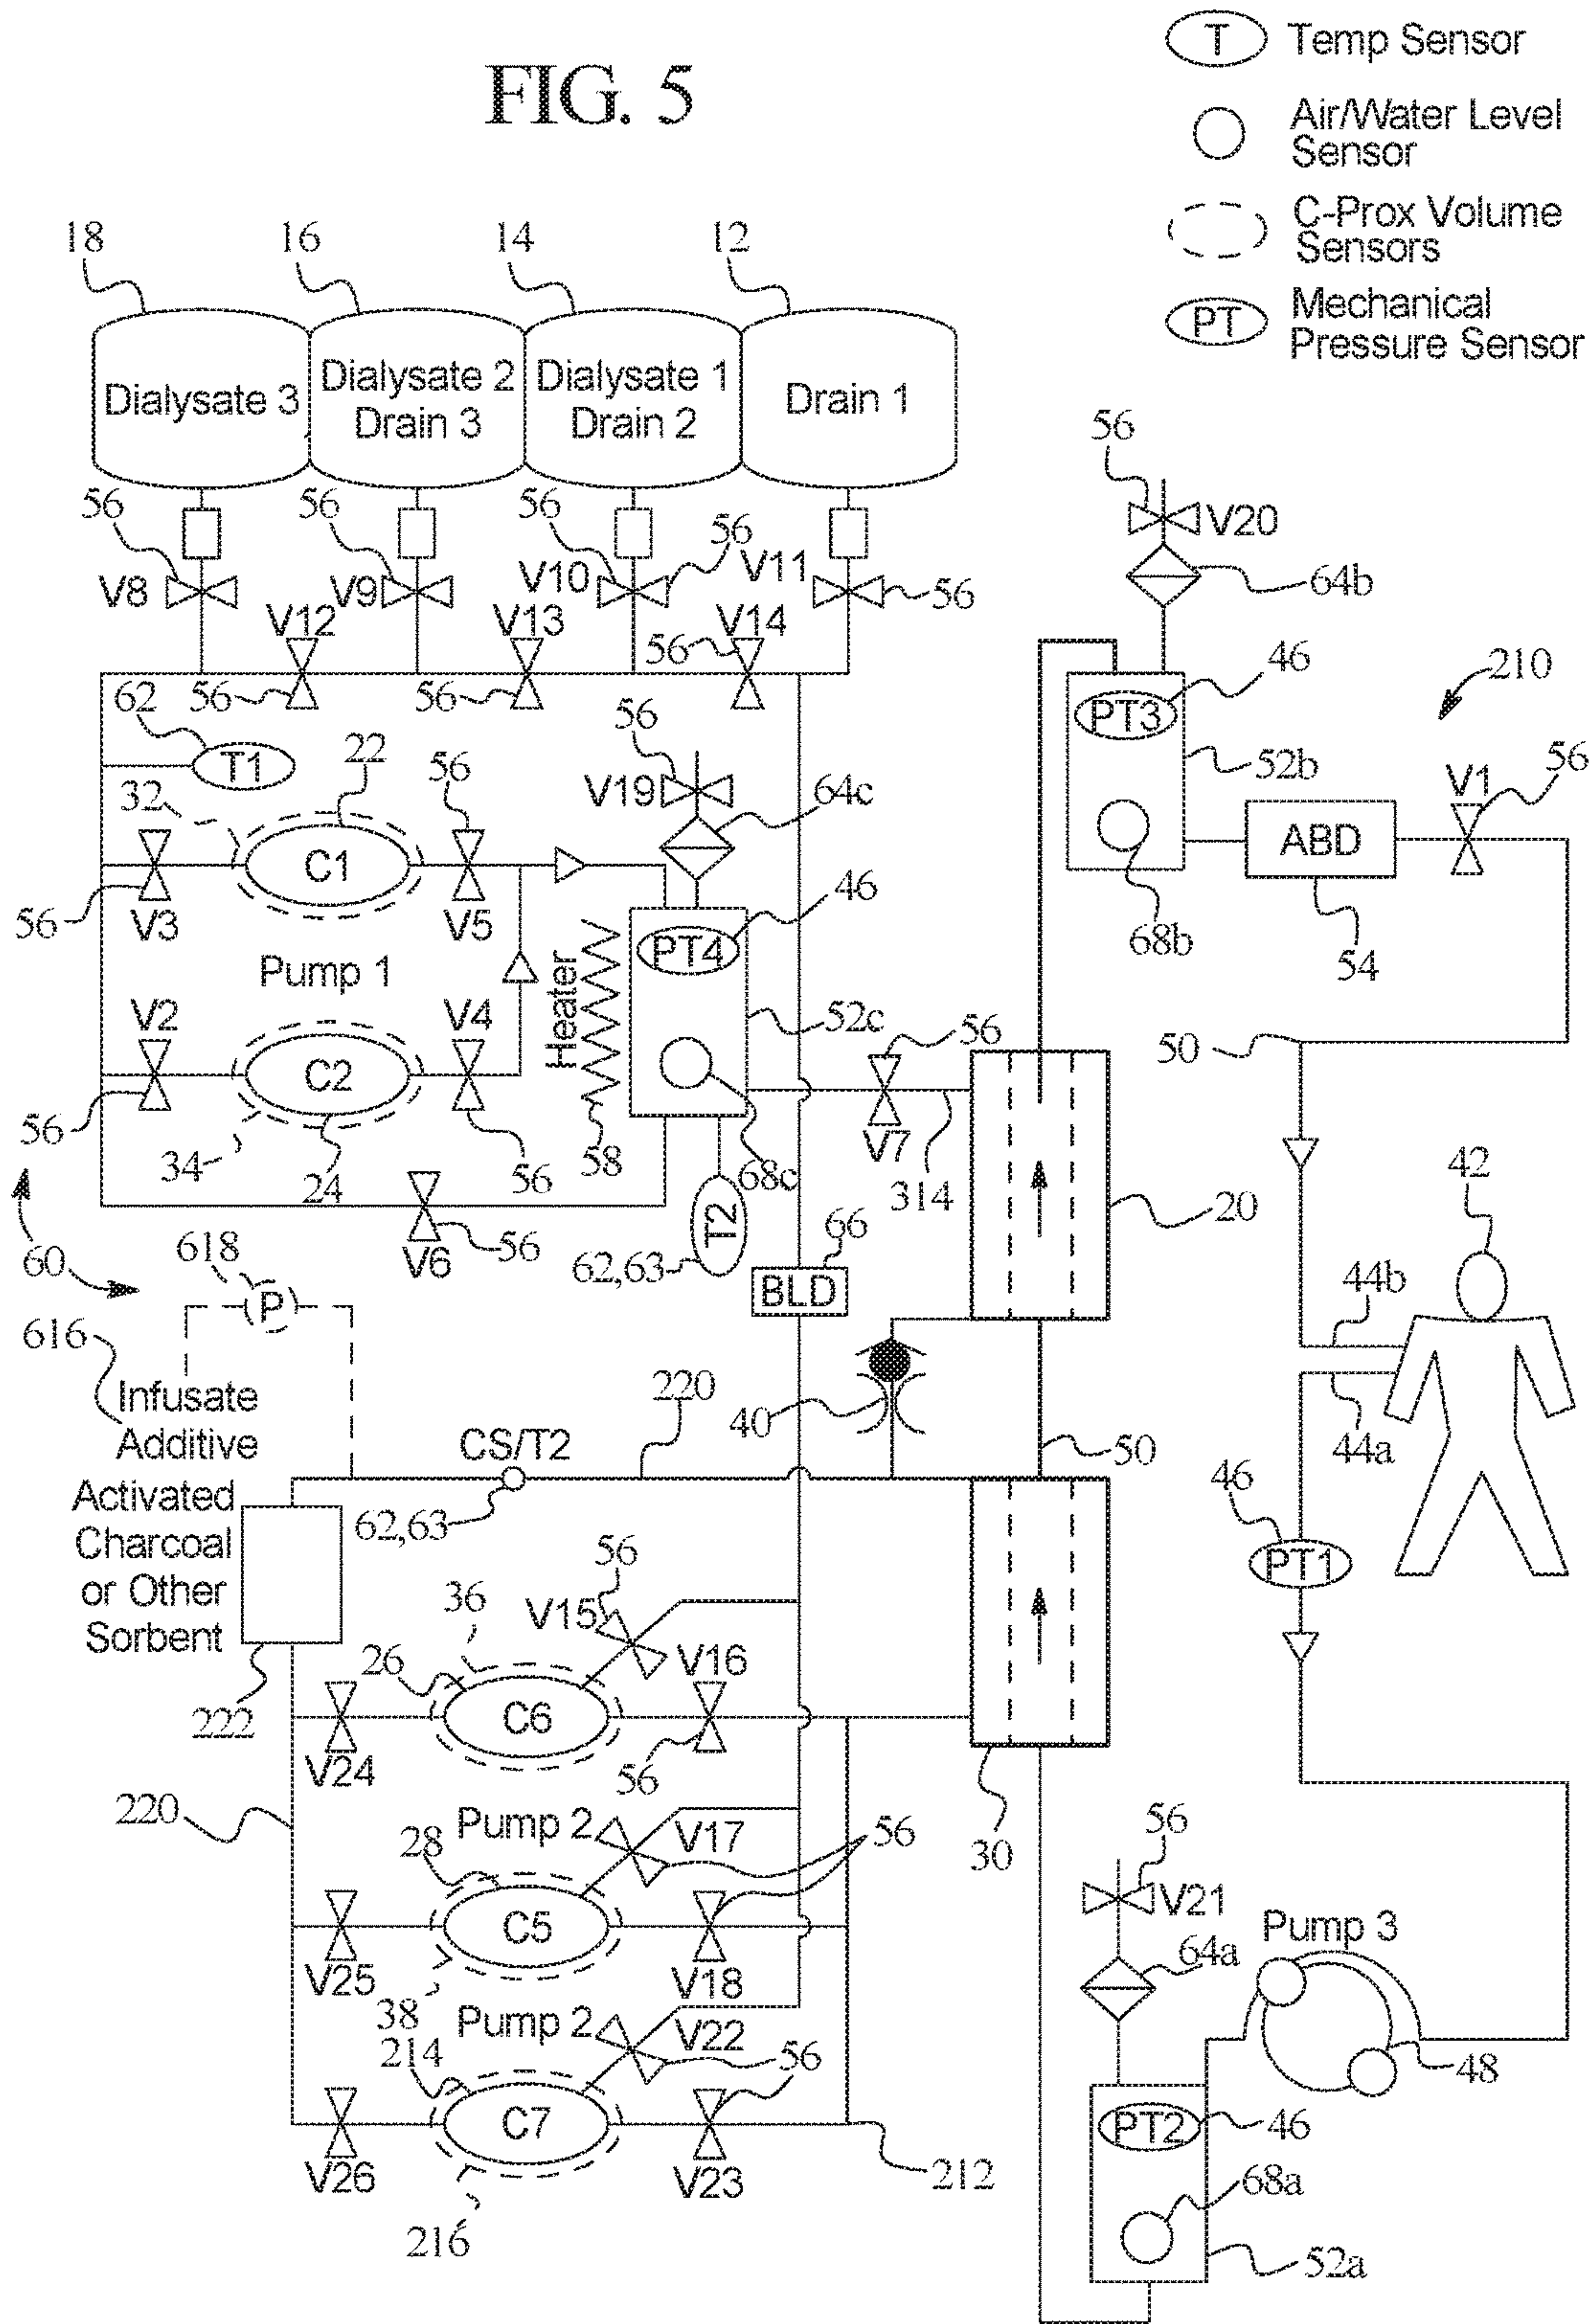 FIG. 5
T Temp Sensor
Air/Water Level
Sensor
C-Prox Volume
Sensors
PT Mechanical
Pressure Sensor
18 16 14 12
Dialysate 3
Dialysate 2
Drain 3
Dialysate 1
Drain 2
Drain 1
56 56 56 56
V8 V9 V10 V11 56
V12 V13 V14
56 56 56
56
V20
64b
46
PT3
210
52b
V1 56
ABD
68b
54
62
T1
32 22 56
C1
56 V3 V5
Pump 1
V2 V4
C2
56 34 24 56
56
V19
64c
46
PT4
Heater
52c
58
68c
T2
62,63
56
V7
314
20
50
V6 56
60
618
P
616
Infusate
Additive
66
BLD
40
220
50
42
44b
44a
46
PT1
CS/T2
62,63
Activated
Charcoal
or Other
Sorbent
222
56
V15
36
26
C6
V16
56
V24
220
30
Pump 2
28
V17
56
C5
V25
38
V18
Pump 2
V22
214
56
C7
V26
V23
216
212
56
V21
64a
Pump 3
48
PT2
46
68a
52a